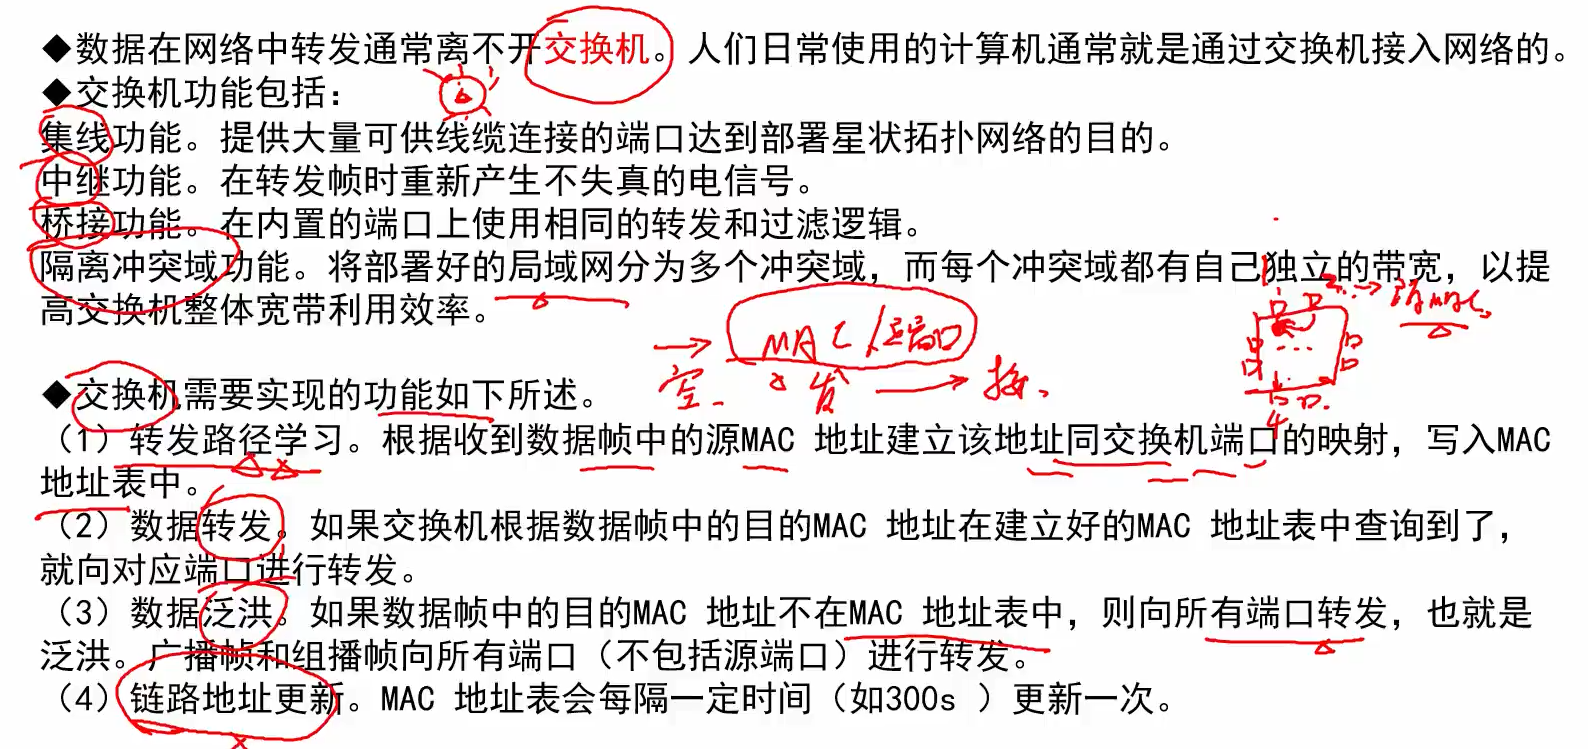 ◆数据在网络中转发通常离不开交换机。人们日常使用的计算机通常就是通过交换机接入网络的。
◆交换机功能包括：
集线功能。提供大量可供线缆连接的端口达到部署星状拓扑网络的目的。
中继功能。在转发帧时重新产生不失真的电信号。
桥接功能。在内置的端口上使用相同的转发和过滤逻辑。
隔离冲突域功能。将部署好的局域网分为多个冲突域，而每个冲突域都有自己独立的带宽，以提
高交换机整体宽带利用效率。
MAC/端口
空 发 接
◆交换机需要实现的功能如下所述。
（1）转发路径学习。根据收到数据帧中的源MAC 地址建立该地址同交换机端口的映射，写入MAC
地址表中。
（2）数据转发。如果交换机根据数据帧中的目的MAC 地址在建立好的MAC 地址表中查询到了，
就向对应端口进行转发。
（3）数据泛洪。如果数据帧中的目的MAC 地址不在MAC 地址表中，则向所有端口转发，也就是
泛洪。广播帧和组播帧向所有端口（不包括源端口）进行转发。
（4）链路地址更新。MAC 地址表会每隔一定时间（如300s ）更新一次。